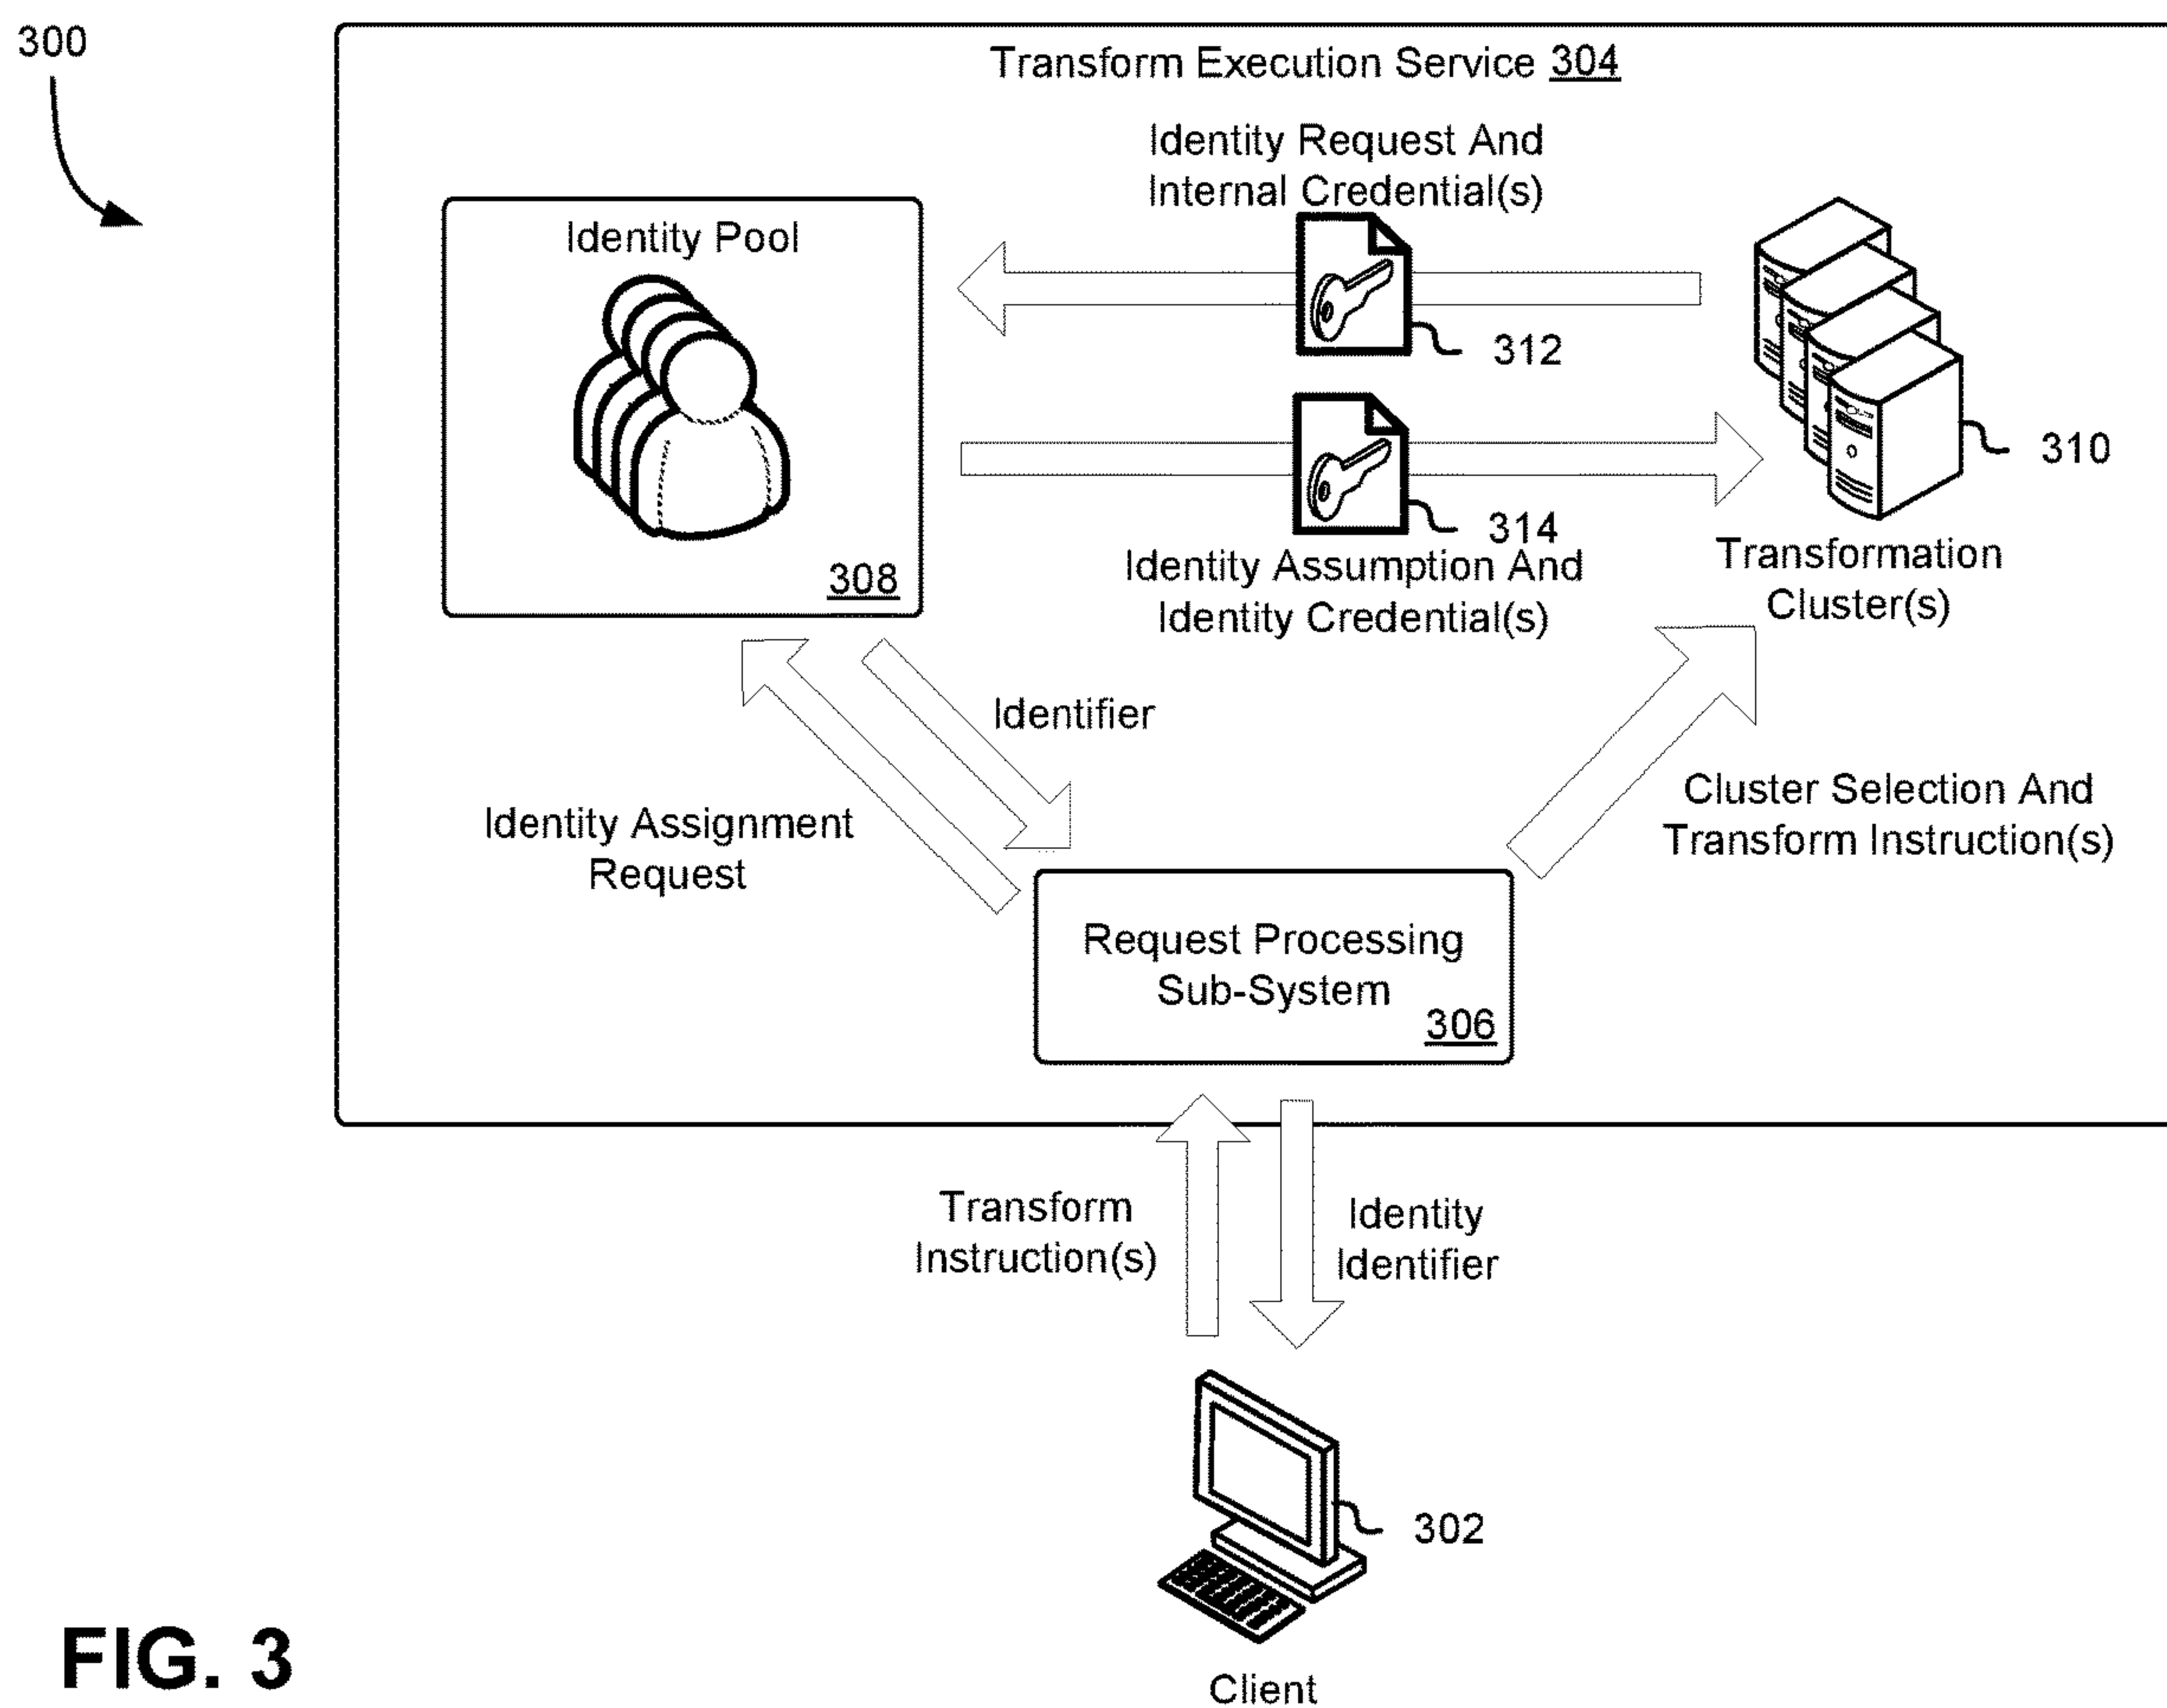 300
Transform Execution Service 304
Identity Request And
Internal Credential(s)
Identity Pool
312
310
314
308
Identity Assumption And
Identity Credential(s)
Transformation
Cluster(s)
Identifier
Identity Assignment
Request
Cluster Selection And
Transform Instruction(s)
Request Processing
Sub-System
306
Transform
Instruction(s)
Identity
Identifier
302
FIG. 3
Client